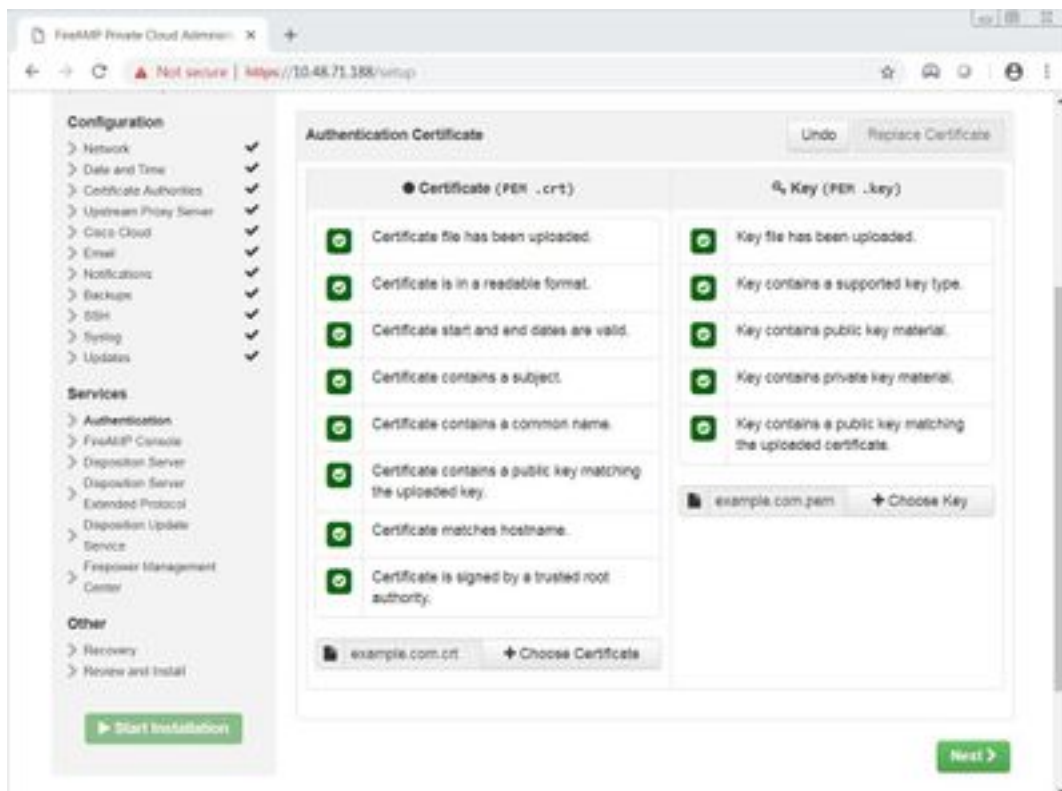 FireAMP Private Cloud Adminis
Not secure | https://10.48.71.188/setup
Configuration
Network
Date and Time
Certificate Authorities
Upstream Proxy Server
Cisco Cloud
Email
Notifications
Backups
SSH
Syslog
Updates
Services
Authentication
FireAMP Console
Disposition Server
Disposition Server
Extended Protocol
Disposition Update
Service
Firepower Management
Center
Other
Recovery
Review and Install
Start Installation
Authentication Certificate
Undo
Replace Certificate
Certificate (PEM .crt)
Certificate file has been uploaded.
Certificate is in a readable format.
Certificate start and end dates are valid.
Certificate contains a subject.
Certificate contains a common name.
Certificate contains a public key matching
the uploaded key.
Certificate matches hostname.
Certificate is signed by a trusted root
authority.
example.com.crt
+ Choose Certificate
Key (PEM .key)
Key file has been uploaded.
Key contains a supported key type.
Key contains public key material.
Key contains private key material.
Key contains a public key matching
the uploaded certificate.
example.com.pem
+ Choose Key
Next >